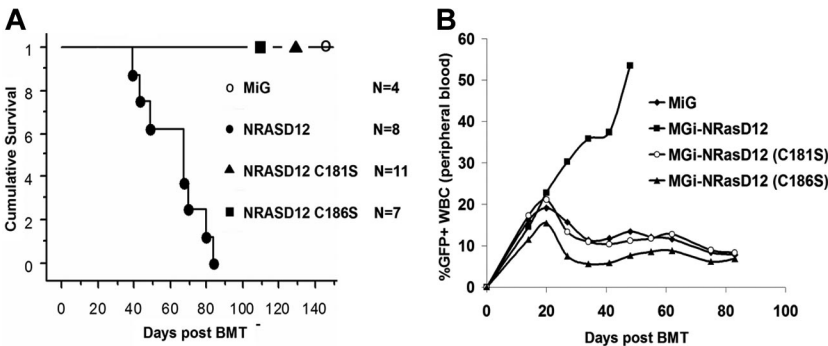 A
Cumulative Survival
1
8
6
4
2
0
0 20 40 60 80 100 120 140
Days post BMT -
MiG N=4
NRASD12 N=8
NRASD12 C181S N=11
NRASD12 C186S N=7
B
%GFP+ WBC (peripheral blood)
60
50
40
30
20
10
0
0 20 40 60 80 100
Days post BMT
MiG
MGi-NRasD12
MGi-NRasD12 (C181S)
MGi-NRasD12 (C186S)